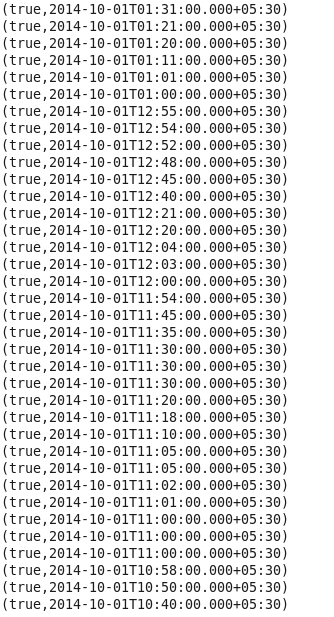 (true,2014-10-01T01:31:00.000+05:30)
(true,2014-10-01T01:21:00.000+05:30)
(true,2014-10-01T01:20:00.000+05:30)
(true,2014-10-01T01:11:00.000+05:30)
(true,2014-10-01T01:01:00.000+05:30)
(true,2014-10-01T01:00:00.000+05:30)
(true,2014-10-01T12:55:00.000+05:30)
(true,2014-10-01T12:54:00.000+05:30)
(true,2014-10-01T12:52:00.000+05:30)
(true,2014-10-01T12:48:00.000+05:30)
(true,2014-10-01T12:45:00.000+05:30)
(true,2014-10-01T12:40:00.000+05:30)
(true,2014-10-01T12:21:00.000+05:30)
(true,2014-10-01T12:20:00.000+05:30)
(true,2014-10-01T12:04:00.000+05:30)
(true,2014-10-01T12:03:00.000+05:30)
(true,2014-10-01T12:00:00.000+05:30)
(true,2014-10-01T11:54:00.000+05:30)
(true,2014-10-01T11:45:00.000+05:30)
(true,2014-10-01T11:35:00.000+05:30)
(true,2014-10-01T11:30:00.000+05:30)
(true,2014-10-01T11:30:00.000+05:30)
(true,2014-10-01T11:30:00.000+05:30)
(true,2014-10-01T11:20:00.000+05:30)
(true,2014-10-01T11:18:00.000+05:30)
(true,2014-10-01T11:10:00.000+05:30)
(true,2014-10-01T11:05:00.000+05:30)
(true,2014-10-01T11:05:00.000+05:30)
(true,2014-10-01T11:02:00.000+05:30)
(true,2014-10-01T11:01:00.000+05:30)
(true,2014-10-01T11:00:00.000+05:30)
(true,2014-10-01T11:00:00.000+05:30)
(true,2014-10-01T11:00:00.000+05:30)
(true,2014-10-01T10:58:00.000+05:30)
(true,2014-10-01T10:50:00.000+05:30)
(true,2014-10-01T10:40:00.000+05:30)